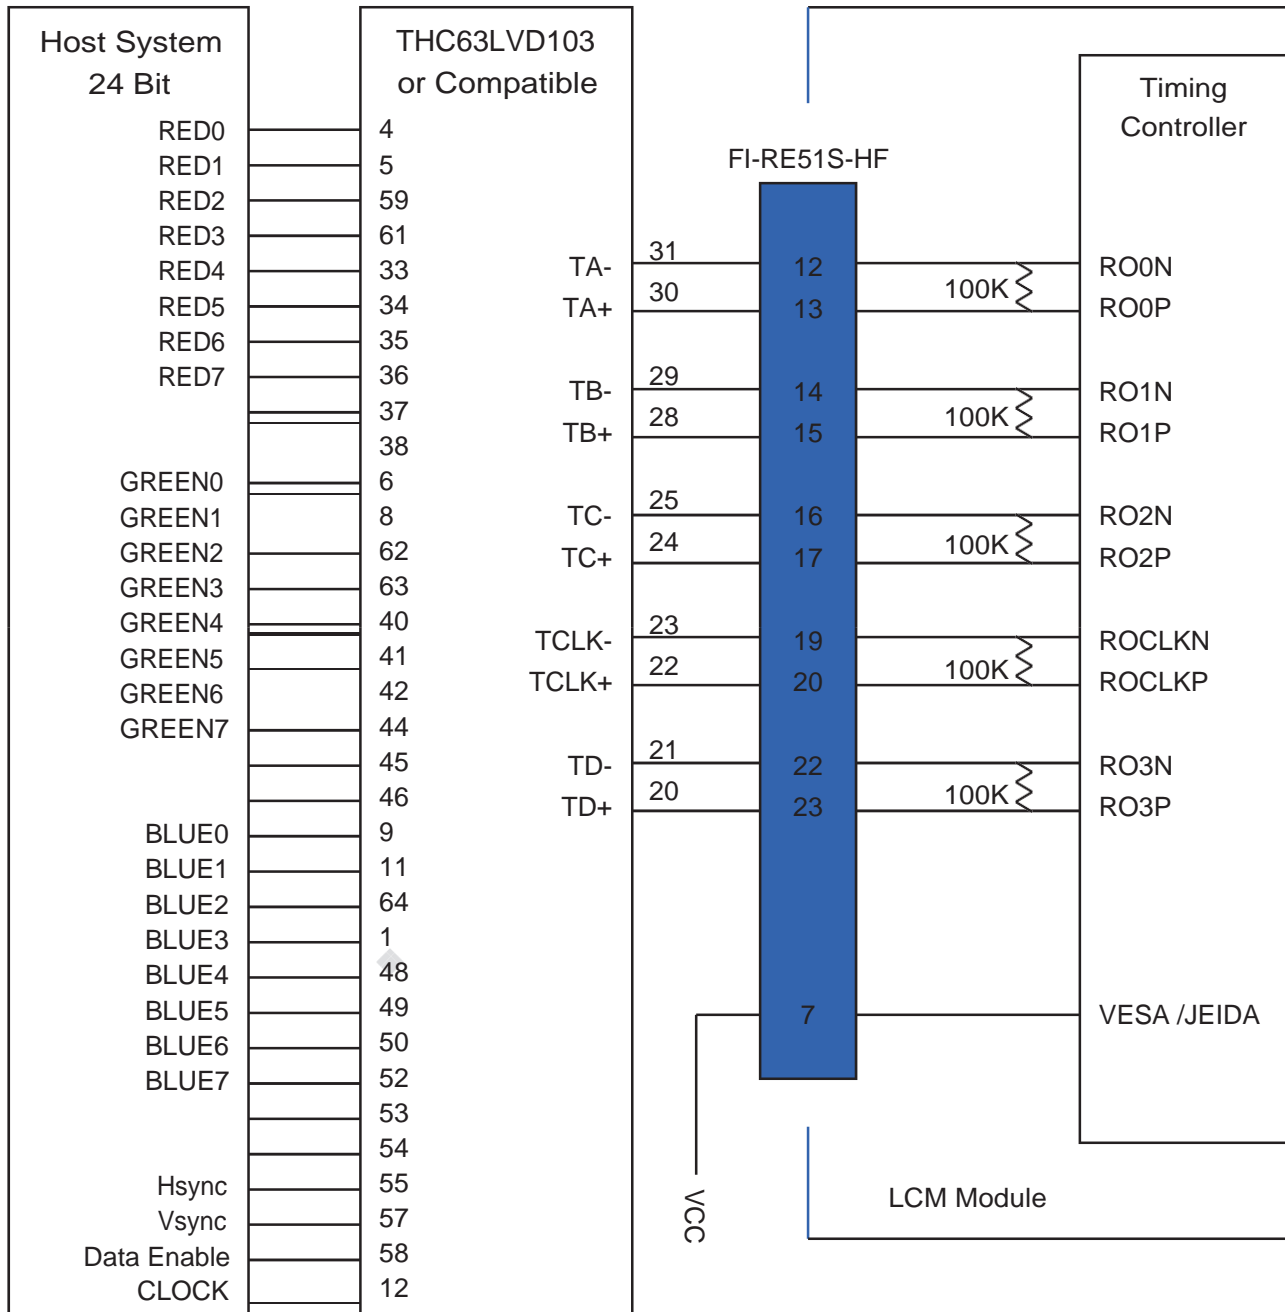 Host System
24 Bit
RED0
RED1
RED2
RED3
RED4
RED5
RED6
RED7
GREEN0
GREEN1
GREEN2
GREEN3
GREEN4
GREEN5
GREEN6
GREEN7
BLUE0
BLUE1
BLUE2
BLUE3
BLUE4
BLUE5
BLUE6
BLUE7
Hsync
Vsync
Data Enable
CLOCK
THC63LVD103
or Compatible
4
5
59
61
33
34
35
36
37
38
6
8
62
63
40
41
42
44
45
46
9
11
64
1
48
49
50
52
53
54
55
57
58
12
TA-
TA+
TB-
TB+
TC-
TC+
TCLK-
TCLK+
TD-
TD+
31
30
29
28
25
24
23
22
21
20
FI-RE51S-HF
12
13
14
15
16
17
19
20
22
23
7
VCC
100K
100K
100K
100K
100K
Timing
Controller
RO0N
RO0P
RO1N
RO1P
RO2N
RO2P
ROCLKN
ROCLKP
RO3N
RO3P
VESA /JEIDA
LCM Module